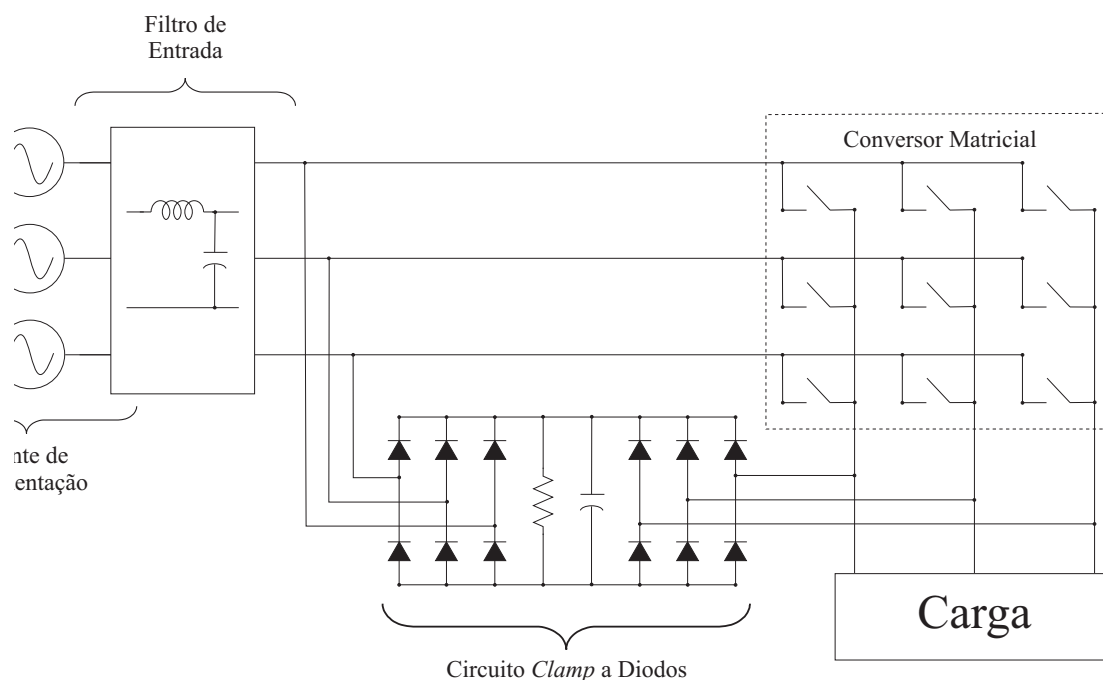 Filtro de
Entrada
Conversor Matricial
nte de
entação
Carga
Circuito Clamp a Diodos